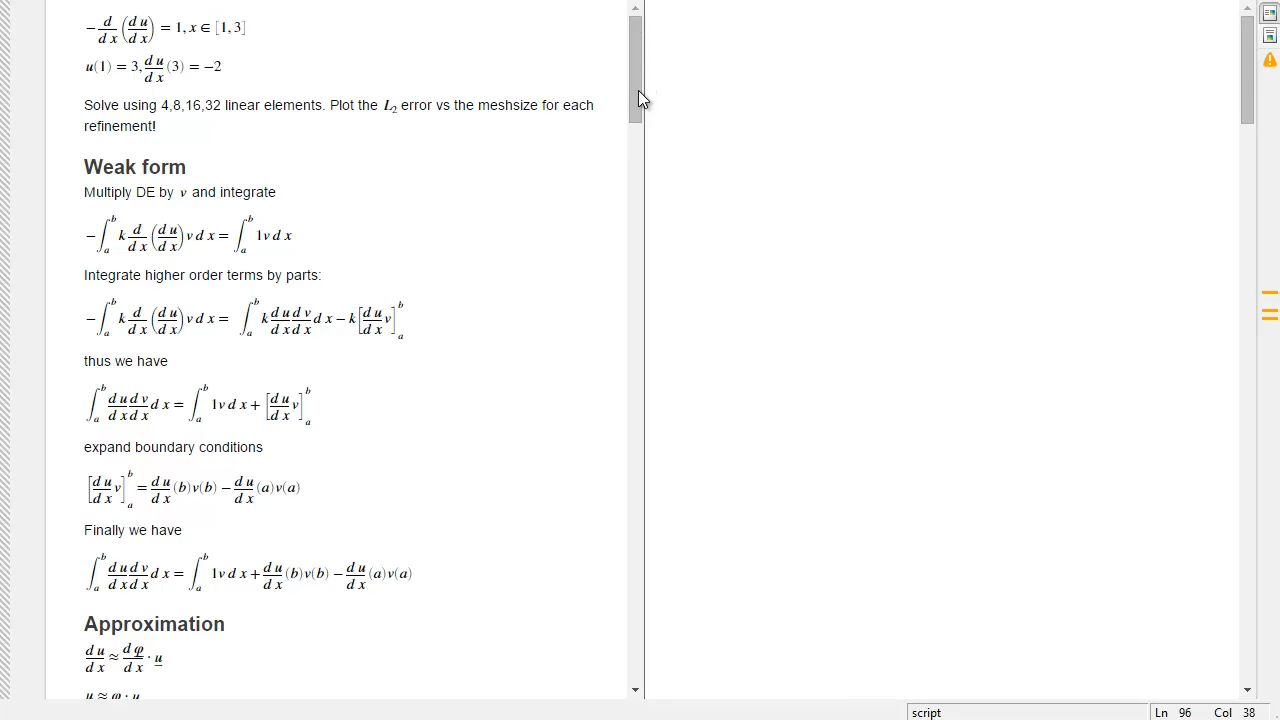 − d/dx (du/dx) = 1, x ∈ [1, 3]
u(1) = 3, du/dx (3) = −2
Solve using 4,8,16,32 linear elements. Plot the L₂ error vs the meshsize for each
refinement!
Weak form
Multiply DE by v and integrate
− ∫ₐᵇ k d/dx (du/dx) v dx = ∫ₐᵇ 1v dx
Integrate higher order terms by parts:
− ∫ₐᵇ k d/dx (du/dx) v dx = ∫ₐᵇ k du/dx dv/dx dx − k [du/dx v]ₐᵇ
thus we have
∫ₐᵇ du/dx dv/dx dx = ∫ₐᵇ 1v dx + [du/dx v]ₐᵇ
expand boundary conditions
[du/dx v]ₐᵇ = du/dx (b)v(b) − du/dx (a)v(a)
Finally we have
∫ₐᵇ du/dx dv/dx dx = ∫ₐᵇ 1v dx + du/dx (b)v(b) − du/dx (a)v(a)
Approximation
du/dx ≈ dφ/dx · u
u ≈ φ · u
script Ln 96 Col 38